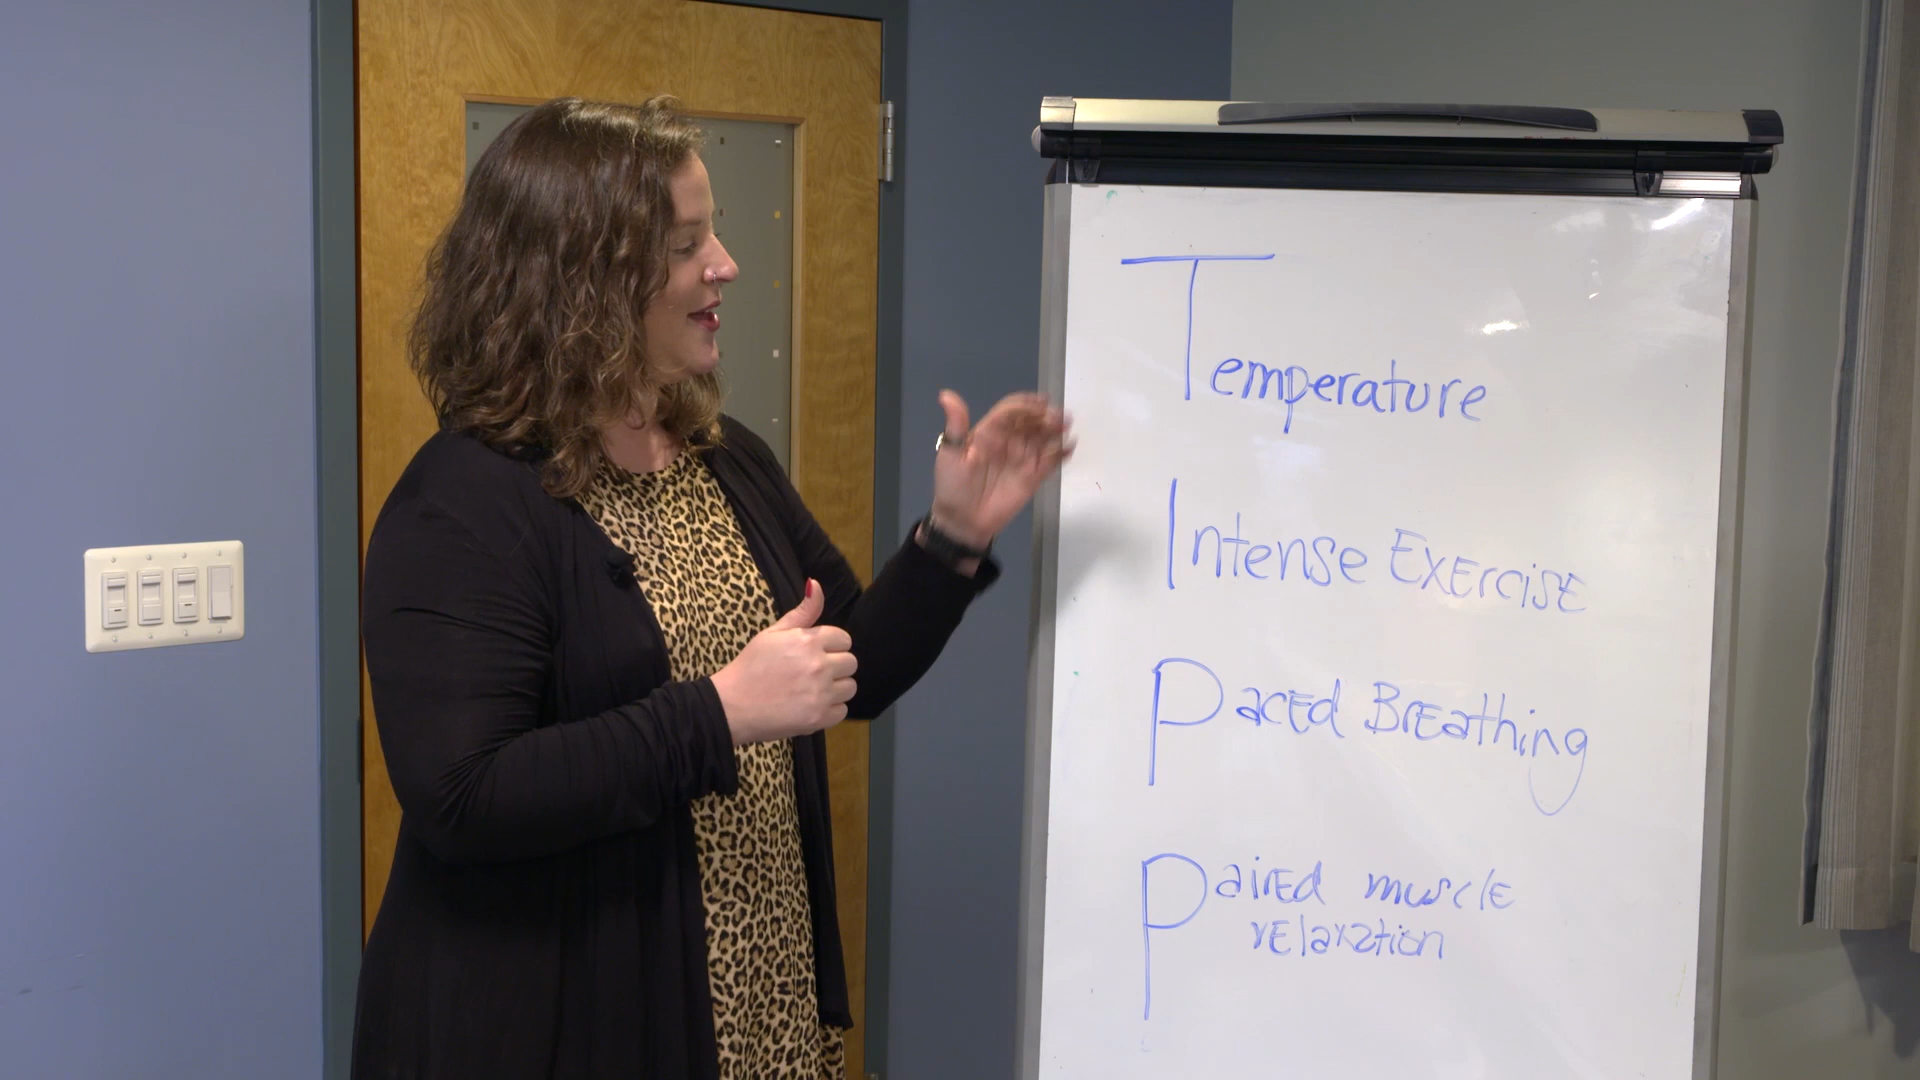 Temperature
Intense Exercise
Paced Breathing
Paired muscle
relaxation